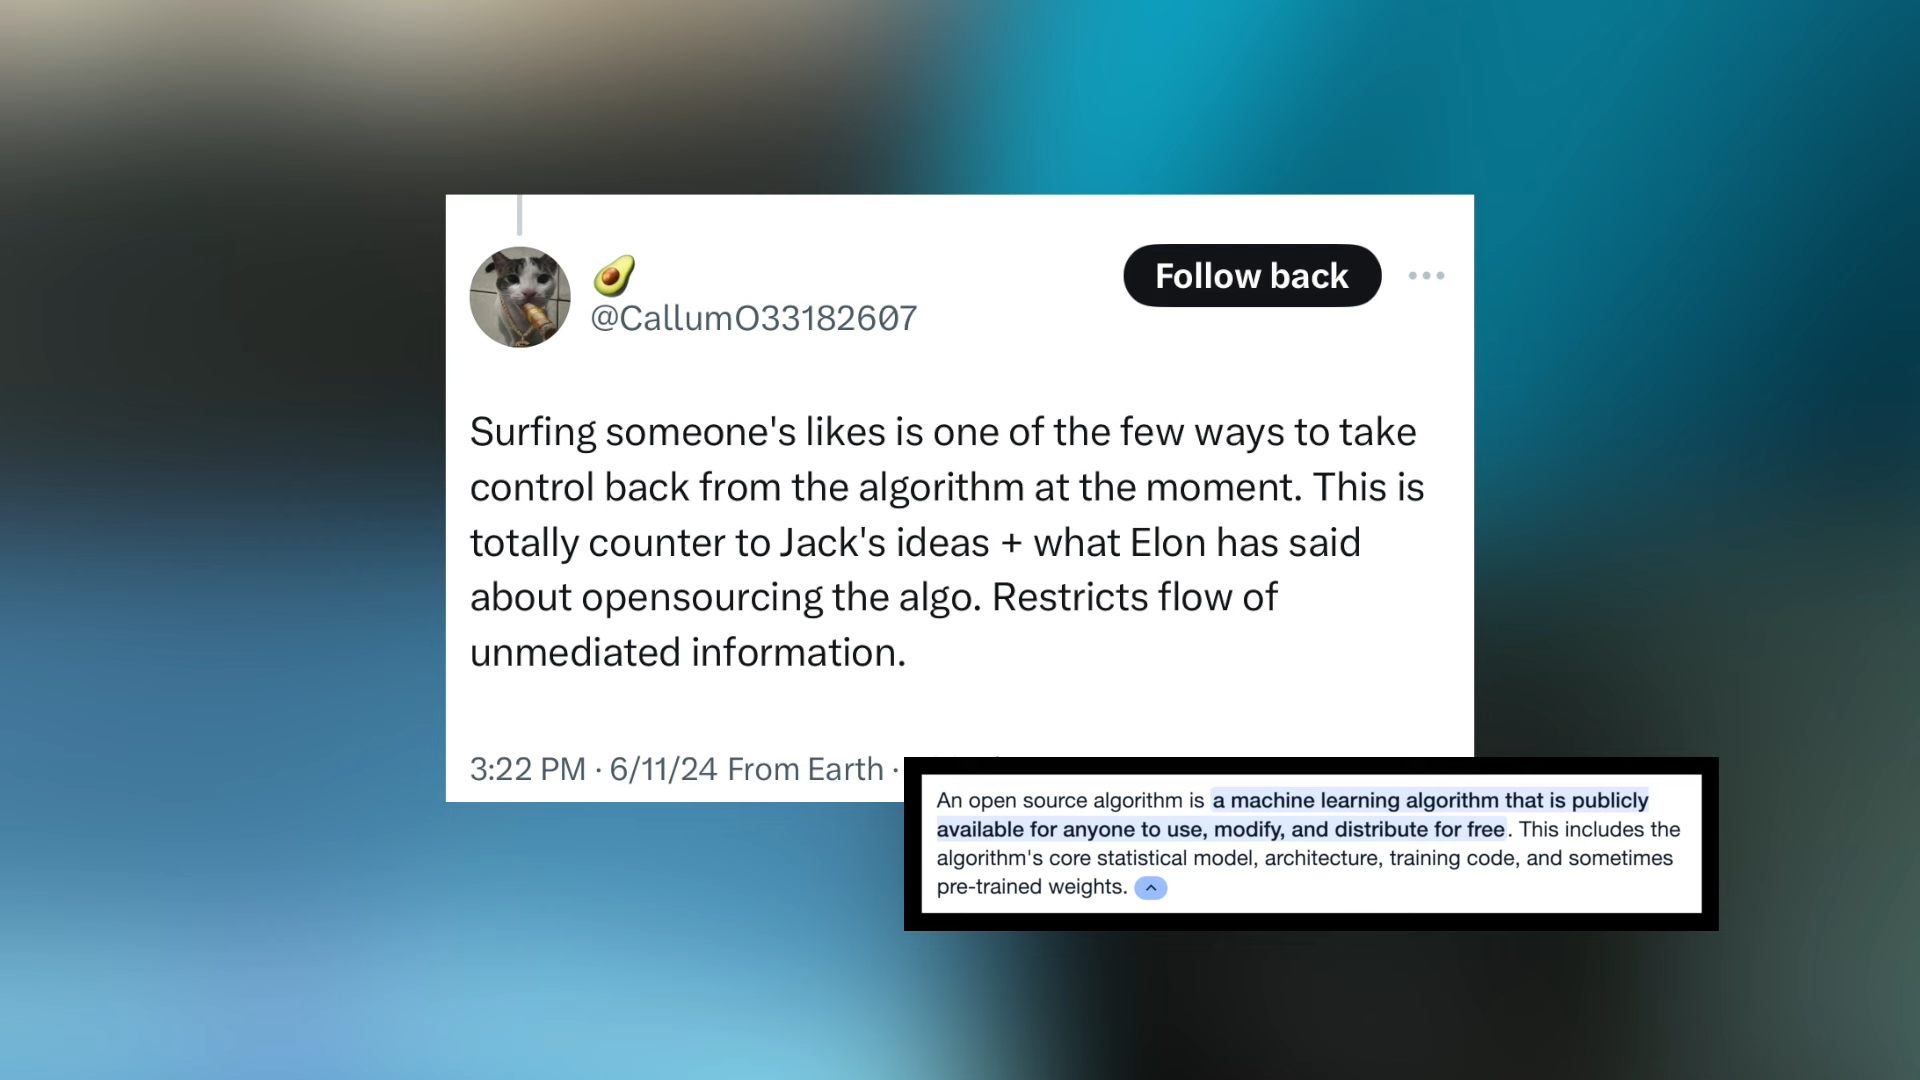 Follow back
@CallumO33182607
Surfing someone's likes is one of the few ways to take
control back from the algorithm at the moment. This is
totally counter to Jack's ideas + what Elon has said
about opensourcing the algo. Restricts flow of
unmediated information.
3:22 PM · 6/11/24 From Earth ·
An open source algorithm is a machine learning algorithm that is publicly
available for anyone to use, modify, and distribute for free. This includes the
algorithm's core statistical model, architecture, training code, and sometimes
pre-trained weights.